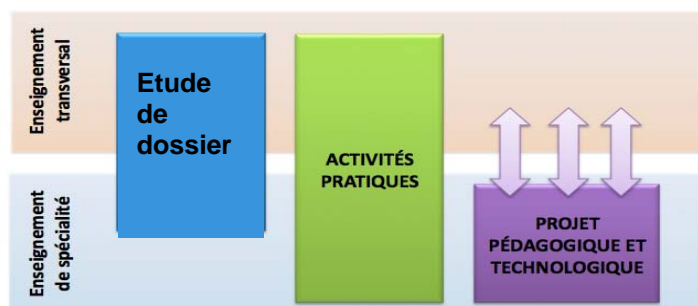 Enseignement
transversal
Etude
de
dossier
ACTIVITÉS
PRATIQUES
Enseignement
de spécialité
PROJET
PÉDAGOGIQUE ET
TECHNOLOGIQUE